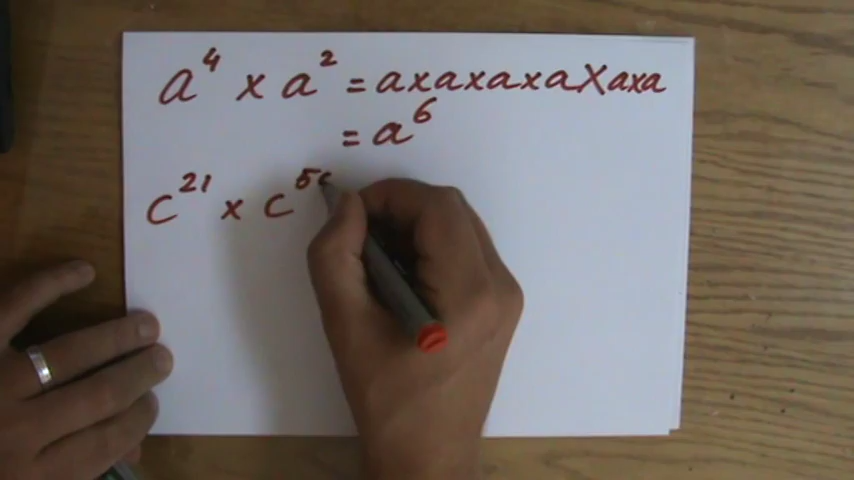 a⁴ x a² = axaxaxaXaxa
= a⁶
c²¹ x c⁵